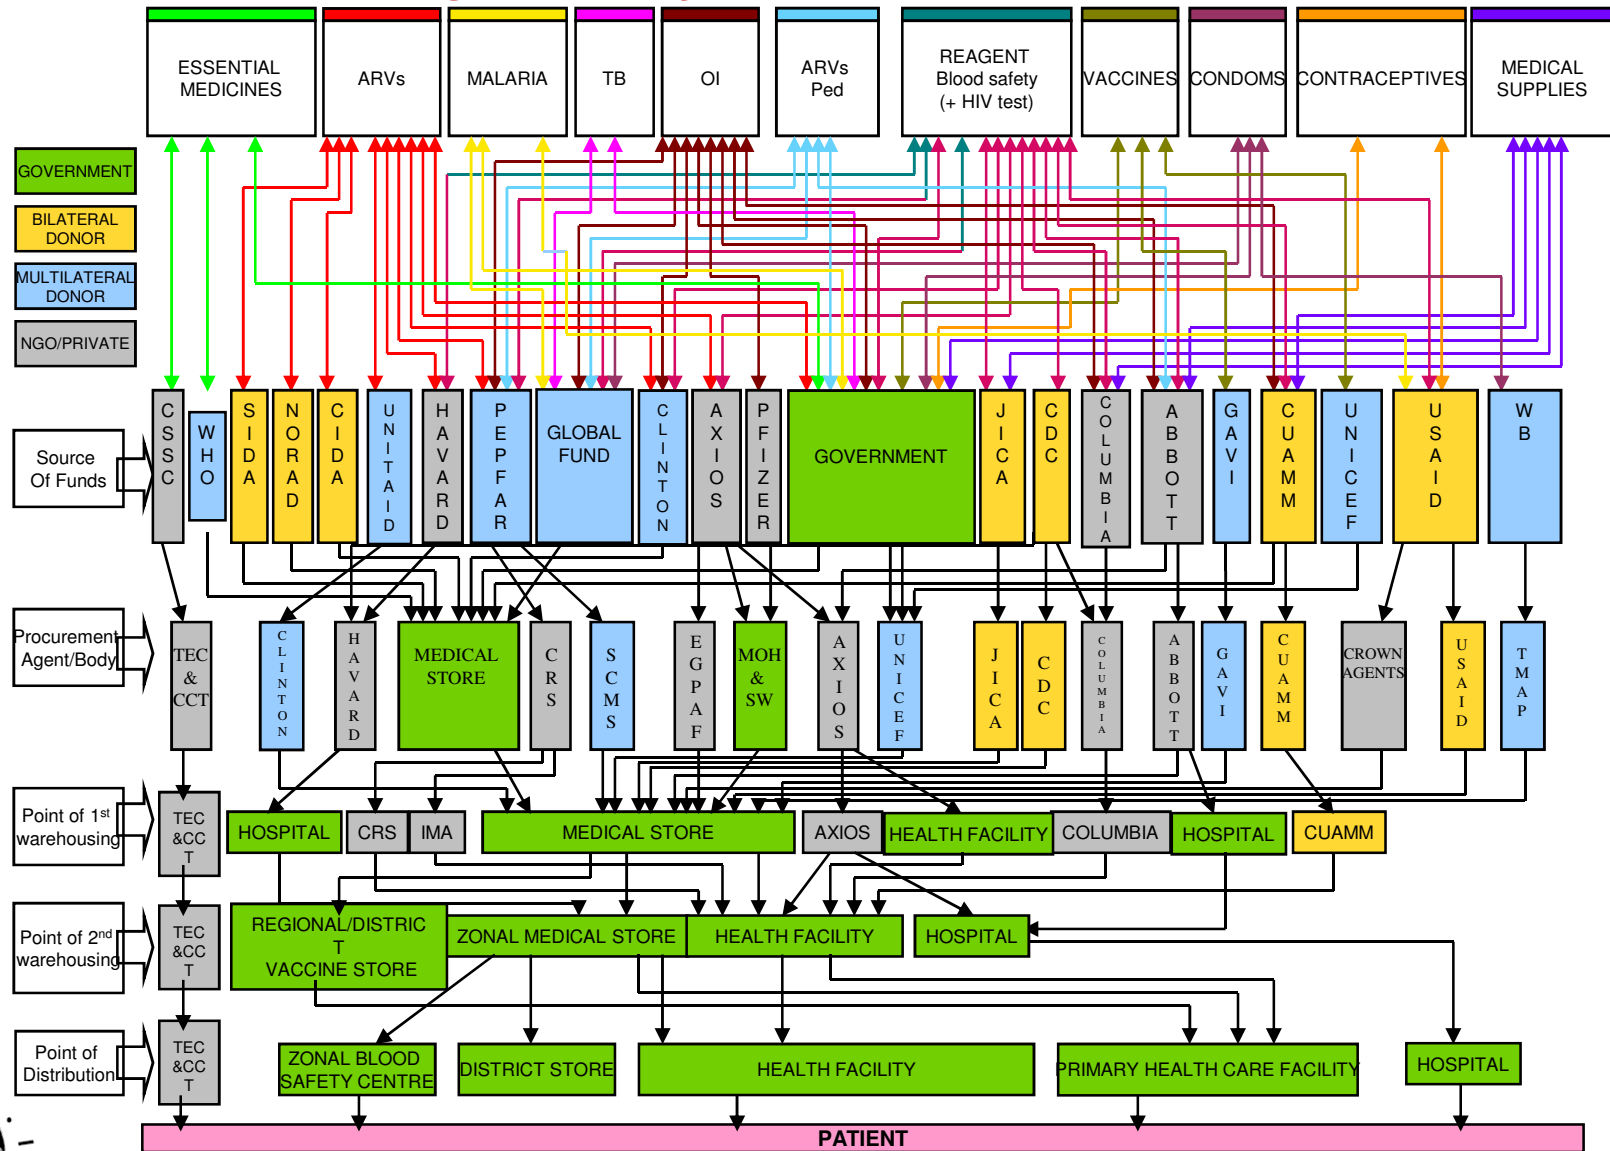 ESSENTIAL
MEDICINES
ARVs
MALARIA
TB
OI
ARVs
Ped
REAGENT
Blood safety
(+ HIV test)
VACCINES
CONDOMS
CONTRACEPTIVES
MEDICAL
SUPPLIES
GOVERNMENT
BILATERAL
DONOR
MULTILATERAL
DONOR
NGO/PRIVATE
Source
Of Funds
CSSC
WHO
SIDA
NORAD
CIDA
UNITAID
HAVARD
PEPFAR
GLOBAL
FUND
CLINTON
AXIOS
PFIZER
GOVERNMENT
JICA
CDC
COLUMBIA
ABBOTT
GAVI
CUAMM
UNICEF
USAID
WB
Procurement
Agent/Body
TEC
&
CCT
CLINTON
HAVARD
MEDICAL
STORE
CRS
SCMS
EGPAF
MOH
&
SW
AXIOS
UNICEF
JICA
CDC
COLUMBIA
ABBOTT
GAVI
CUAMM
CROWN
AGENTS
USAID
TMAP
Point of 1st
warehousing
TEC
&CC
T
HOSPITAL
CRS
IMA
MEDICAL STORE
AXIOS
HEALTH FACILITY
COLUMBIA
HOSPITAL
CUAMM
Point of 2nd
warehousing
TEC
&CC
T
REGIONAL/DISTRIC
T
VACCINE STORE
ZONAL MEDICAL STORE
HEALTH FACILITY
HOSPITAL
Point of
Distribution
TEC
&CC
T
ZONAL BLOOD
SAFETY CENTRE
DISTRICT STORE
HEALTH FACILITY
PRIMARY HEALTH CARE FACILITY
HOSPITAL
PATIENT